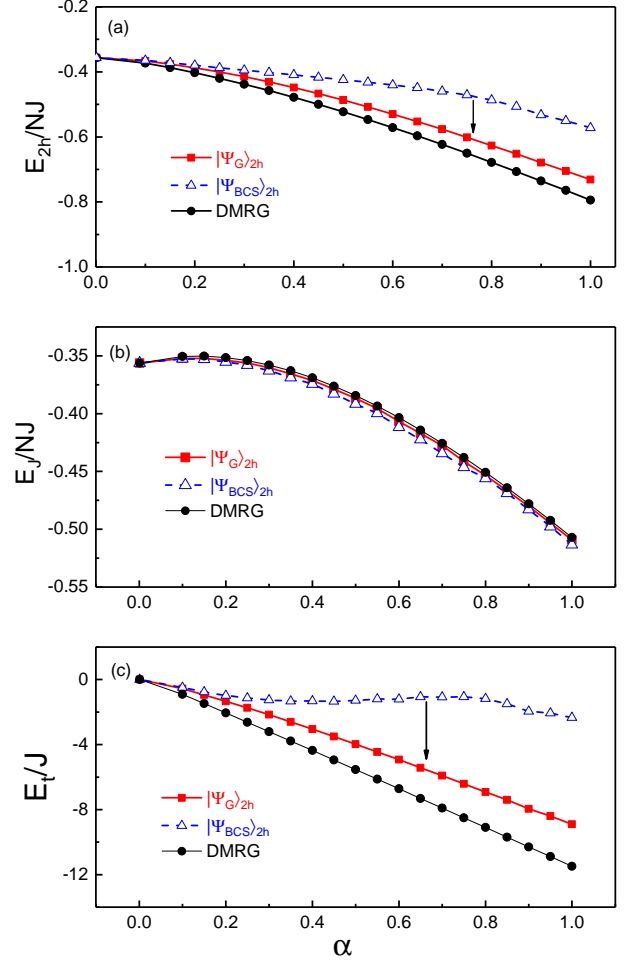 -0.2
(a)
-0.4
-0.6
-0.8
-1.0
E2h/NJ
|ΨG⟩2h
|ΨBCS⟩2h
DMRG
0.0 0.2 0.4 0.6 0.8 1.0
(b)
-0.35
-0.40
-0.45
-0.50
-0.55
EJ/NJ
|ΨG⟩2h
|ΨBCS⟩2h
DMRG
0.0 0.2 0.4 0.6 0.8 1.0
(c)
0
-4
-8
-12
Et/J
|ΨG⟩2h
|ΨBCS⟩2h
DMRG
0.0 0.2 0.4 0.6 0.8 1.0
α